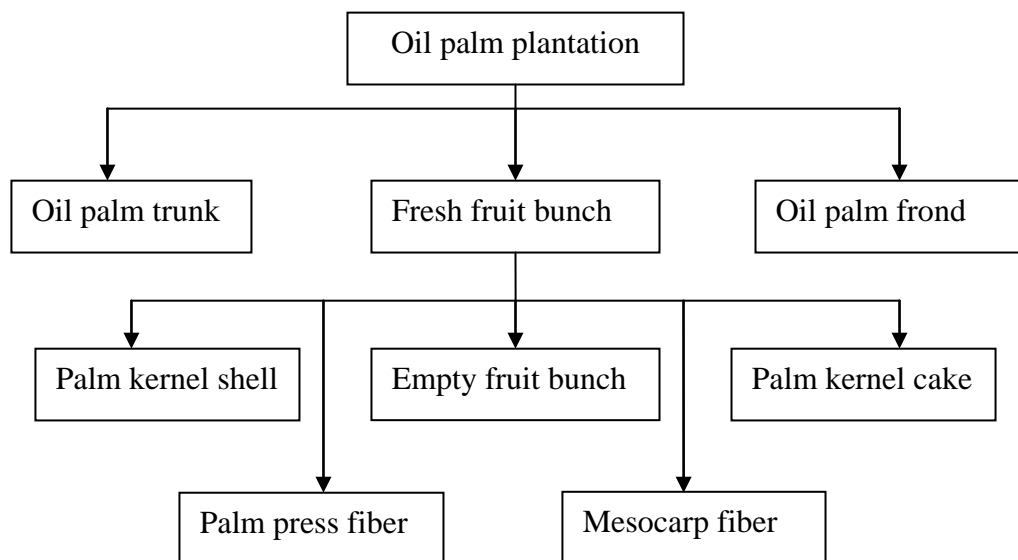 Oil palm plantation
Oil palm trunk
Fresh fruit bunch
Oil palm frond
Palm kernel shell
Empty fruit bunch
Palm kernel cake
Palm press fiber
Mesocarp fiber